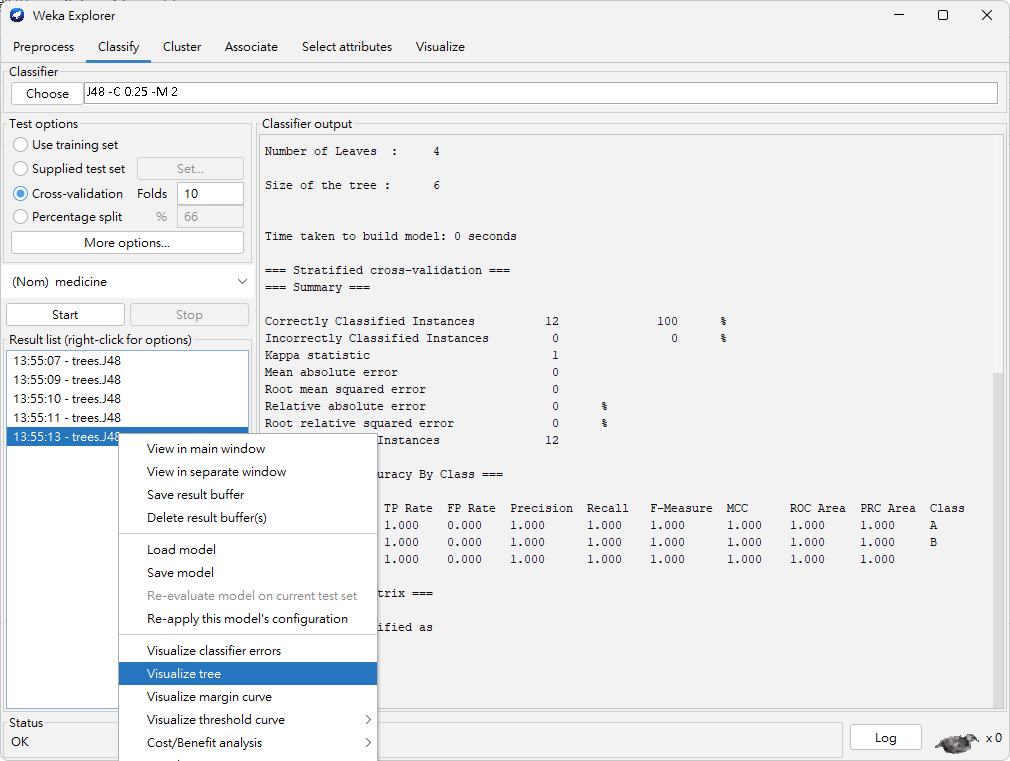 Weka Explorer
Preprocess Classify Cluster Associate Select attributes Visualize
Classifier
Choose J48 -C 0.25 -M 2
Test options
Use training set
Supplied test set Set...
Cross-validation Folds 10
Percentage split % 66
More options...
(Nom) medicine
Start Stop
Result list (right-click for options)
13:55:07 - trees.J48
13:55:09 - trees.J48
13:55:10 - trees.J48
13:55:11 - trees.J48
13:55:13 - trees.J48
View in main window
View in separate window
Save result buffer
Delete result buffer(s)
Load model
Save model
Re-evaluate model on current test set
Re-apply this model's configuration
Visualize classifier errors
Visualize tree
Visualize margin curve
Visualize threshold curve
Cost/Benefit analysis
Classifier output
Number of Leaves : 4
Size of the tree : 6
Time taken to build model: 0 seconds
=== Stratified cross-validation ===
=== Summary ===
Correctly Classified Instances 12 100 %
Incorrectly Classified Instances 0 0 %
Kappa statistic 1
Mean absolute error 0
Root mean squared error 0
Relative absolute error 0 %
Root relative squared error 0 %
Instances 12
uracy By Class ===
TP Rate FP Rate Precision Recall F-Measure MCC ROC Area PRC Area Class
1.000 0.000 1.000 1.000 1.000 1.000 1.000 1.000 A
1.000 0.000 1.000 1.000 1.000 1.000 1.000 1.000 B
1.000 0.000 1.000 1.000 1.000 1.000 1.000 1.000
trix ===
ified as
Status
OK
Log x 0